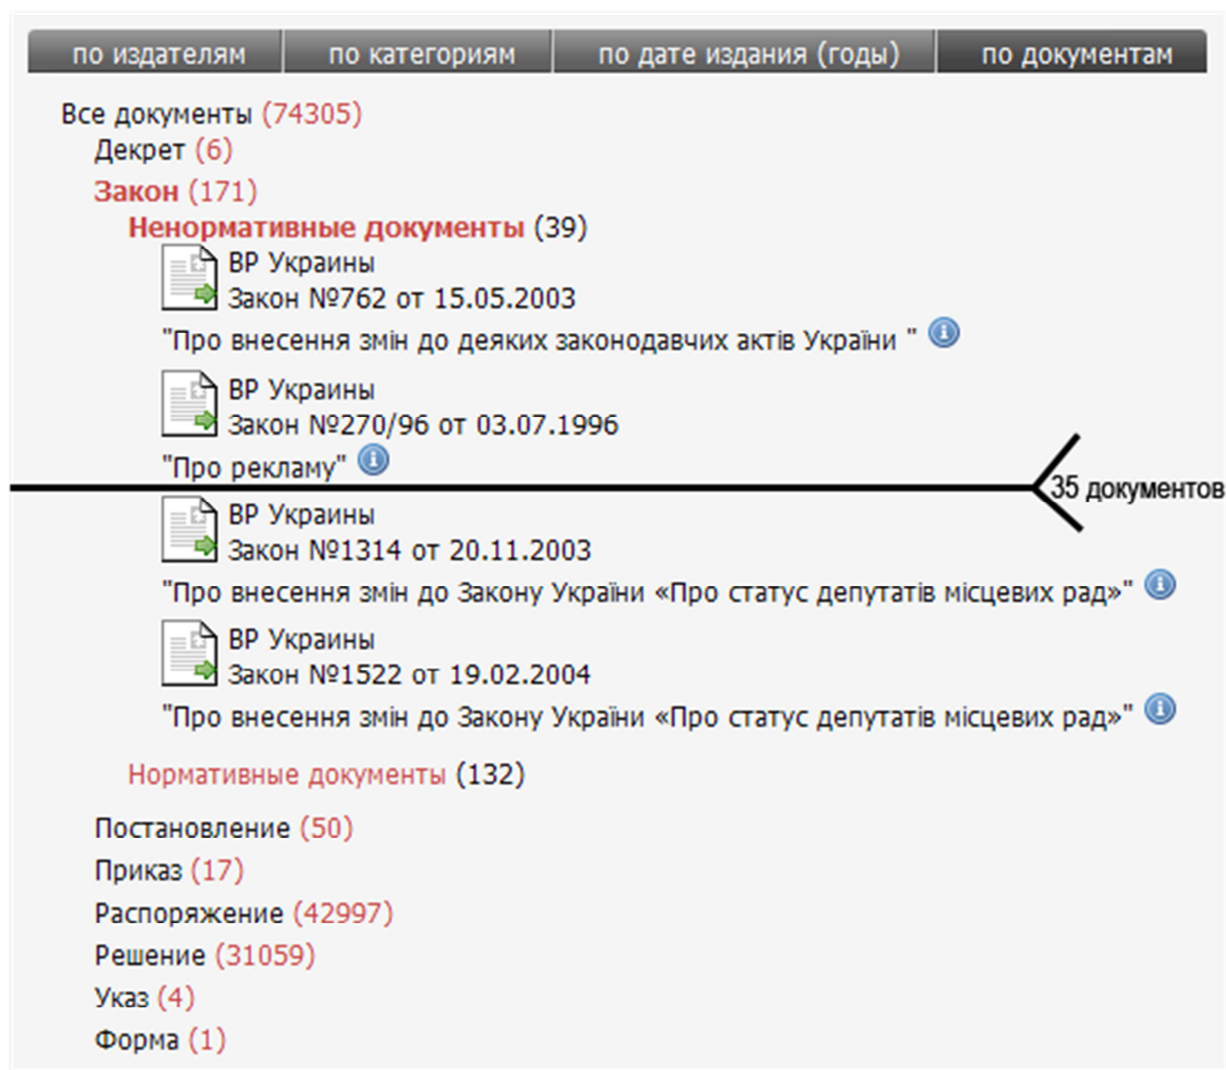 по издателям по категориям по дате издания (годы) по документам
Все документы (74305)
Декрет (6)
Закон (171)
Ненормативные документы (39)
ВР Украины
Закон №762 от 15.05.2003
"Про внесення змін до деяких законодавчих актів України "
ВР Украины
Закон №270/96 от 03.07.1996
"Про рекламу"
35 документов
ВР Украины
Закон №1314 от 20.11.2003
"Про внесення змін до Закону України «Про статус депутатів місцевих рад»"
ВР Украины
Закон №1522 от 19.02.2004
"Про внесення змін до Закону України «Про статус депутатів місцевих рад»"
Нормативные документы (132)
Постановление (50)
Приказ (17)
Распоряжение (42997)
Решение (31059)
Указ (4)
Форма (1)